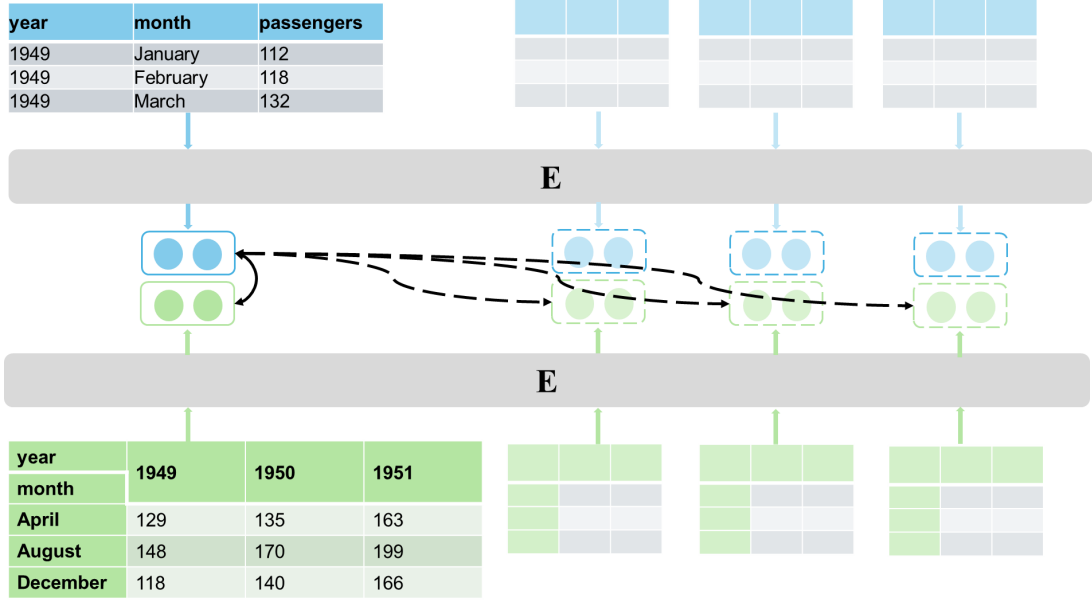 year month passengers
1949 January 112
1949 February 118
1949 March 132
E
E
year 1949 1950 1951
month
April 129 135 163
August 148 170 199
December 118 140 166